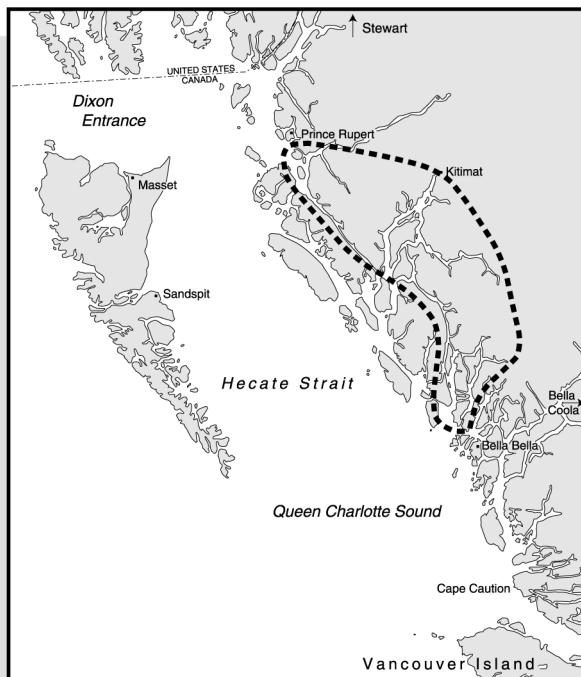 Stewart
UNITED STATES
CANADA
Dixon
Entrance
Prince Rupert
Masset
Kitimat
Sandspit
Hecate Strait
Bella
Coola
Bella Bella
Queen Charlotte Sound
Cape Caution
Vancouver Island